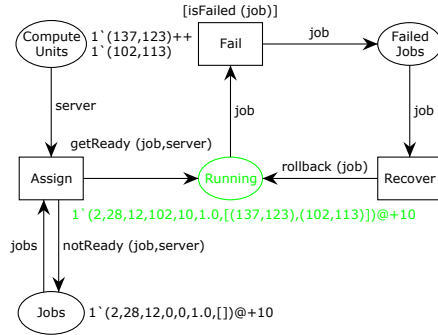 [isFailed (job)]
Compute
Units
1`(137,123)++
1`(102,113)
Fail
job
Failed
Jobs
server
job
job
getReady (job,server)
rollback (job)
Assign
Running
Recover
1`(2,28,12,102,10,1.0,[(137,123),(102,113)])@+10
jobs
notReady (job,server)
Jobs
1`(2,28,12,0,0,1.0,[])@+10